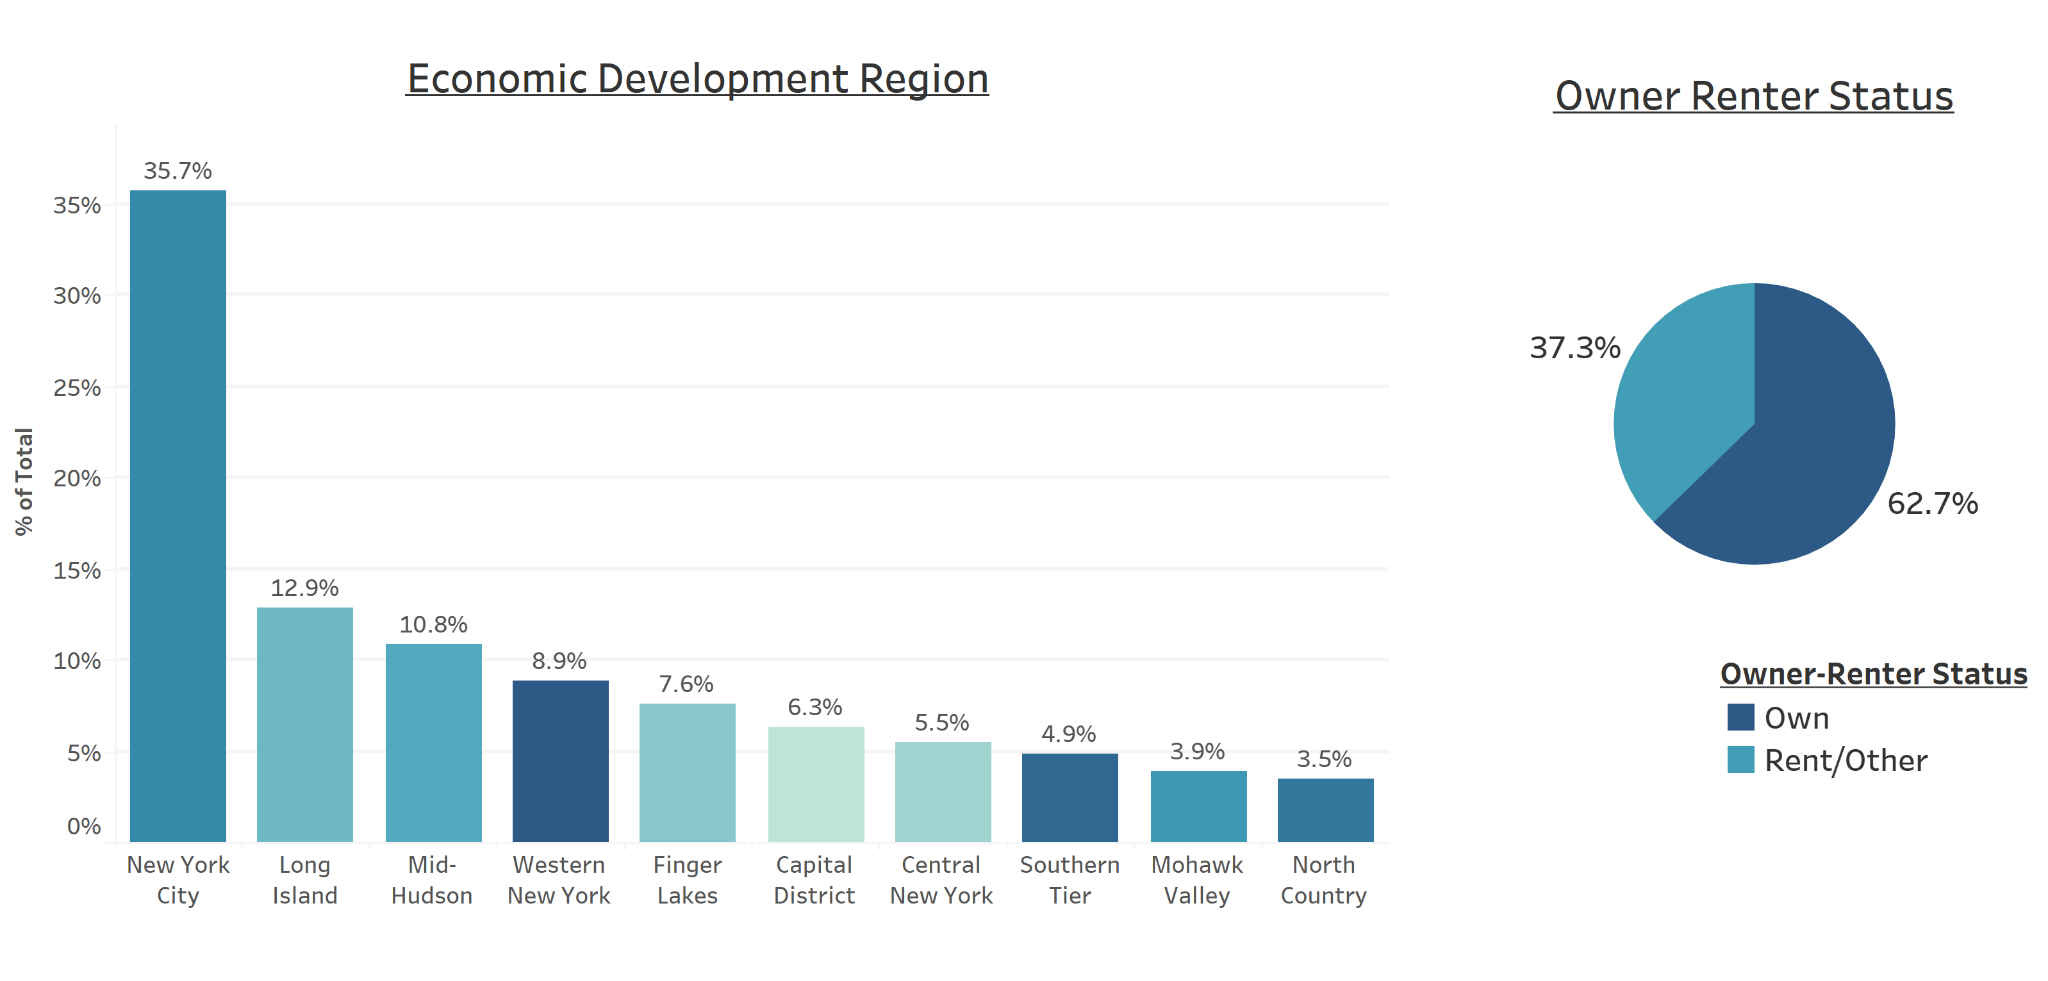 Economic Development Region
% of Total
35%
30%
25%
20%
15%
10%
5%
0%
35.7%
12.9%
10.8%
8.9%
7.6%
6.3%
5.5%
4.9%
3.9%
3.5%
New York
City
Long
Island
Mid-
Hudson
Western
New York
Finger
Lakes
Capital
District
Central
New York
Southern
Tier
Mohawk
Valley
North
Country
Owner Renter Status
37.3%
62.7%
Owner-Renter Status
Own
Rent/Other